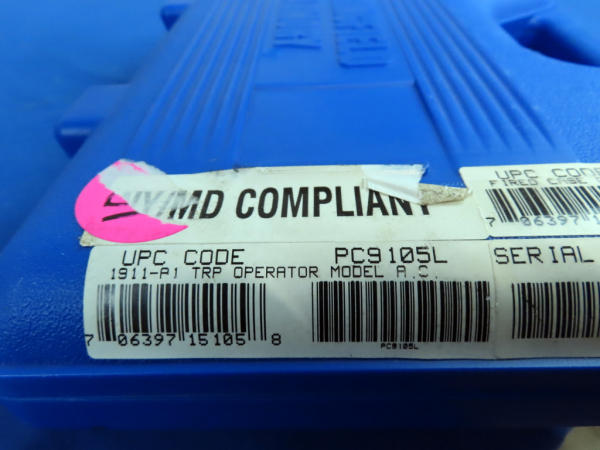 NY/MD COMPLIANT
UPC CODE
FIRED CASE
7 06397 1
UPC CODE PC9105L SERIAL
1911-A1 TRP OPERATOR MODEL A.C.
7 06397 15105 8
PC9105L